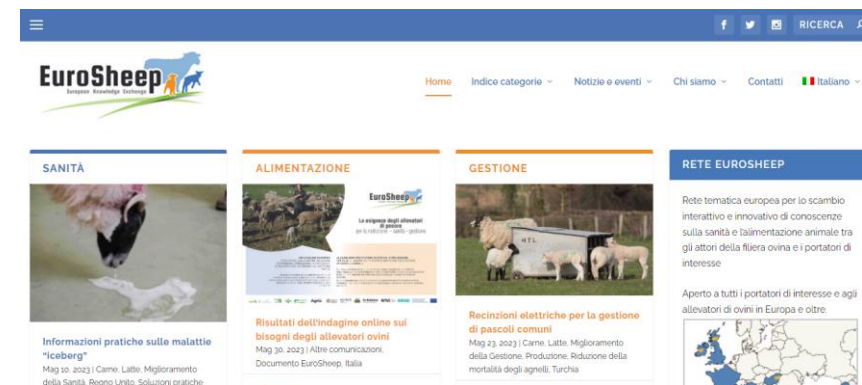 RICERCA
EuroSheep
European Knowledge Exchange
Home Indice categorie Notizie e eventi Chi siamo Contatti Italiano
SANITÀ
Informazioni pratiche sulle malattie
"iceberg"
Mag 10, 2023 | Carne, Latte, Miglioramento
della Sanità, Regno Unito, Soluzioni pratiche
ALIMENTAZIONE
EuroSheep
Le esigenze degli allevatori
di pecore
Risultati dell'indagine online sui
bisogni degli allevatori ovini
Mag 30, 2023 | Altre comunicazioni,
Documento EuroSheep, Italia
GESTIONE
Recinzioni elettriche per la gestione
di pascoli comuni
Mag 23, 2023 | Carne, Latte, Miglioramento
della Gestione, Produzione, Riduzione della
mortalità degli agnelli, Turchia
RETE EUROSHEEP
Rete tematica europea per lo scambio
interattivo e innovativo di conoscenze
sulla sanità e l'alimentazione animale tra
gli attori della filiera ovina e i portatori di
interesse
Aperto a tutti i portatori di interesse e agli
allevatori di ovini in Europa e oltre.